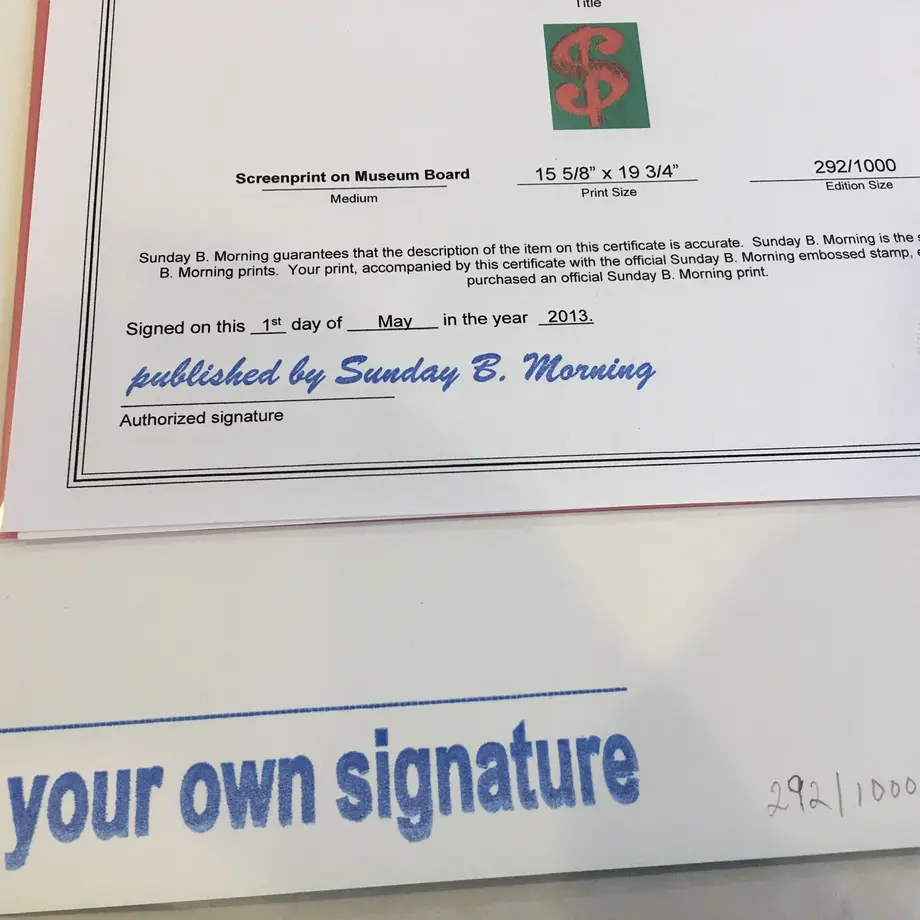 Title
$
Screenprint on Museum Board
Medium
15 5/8” x 19 3/4”
Print Size
292/1000
Edition Size
Sunday B. Morning guarantees that the description of the item on this certificate is accurate. Sunday B. Morning is the
B. Morning prints. Your print, accompanied by this certificate with the official Sunday B. Morning embossed stamp,
purchased an official Sunday B. Morning print.
Signed on this 1st day of May in the year 2013.
published by Sunday B. Morning
Authorized signature
your own signature
292/1000